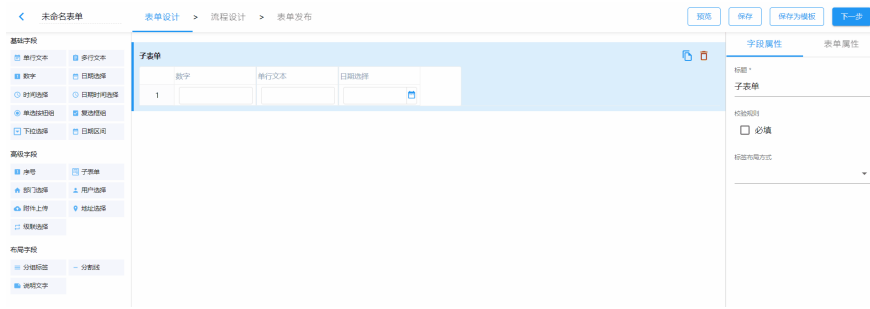 未命名表单
表单设计 > 流程设计 > 表单发布
预览 保存 保存为模板 下一步
基础字段
单行文本 多行文本
数字 日期选择
时间选择 日期时间选择
单选按钮组 复选框组
下拉选择 日期区间
高级字段
序号 子表单
部门选择 用户选择
附件上传 地址选择
级联选择
布局字段
分组标签 分割线
说明文字
子表单
数字 单行文本 日期选择
1
字段属性 表单属性
标题 *
子表单
校验规则
必填
标签布局方式